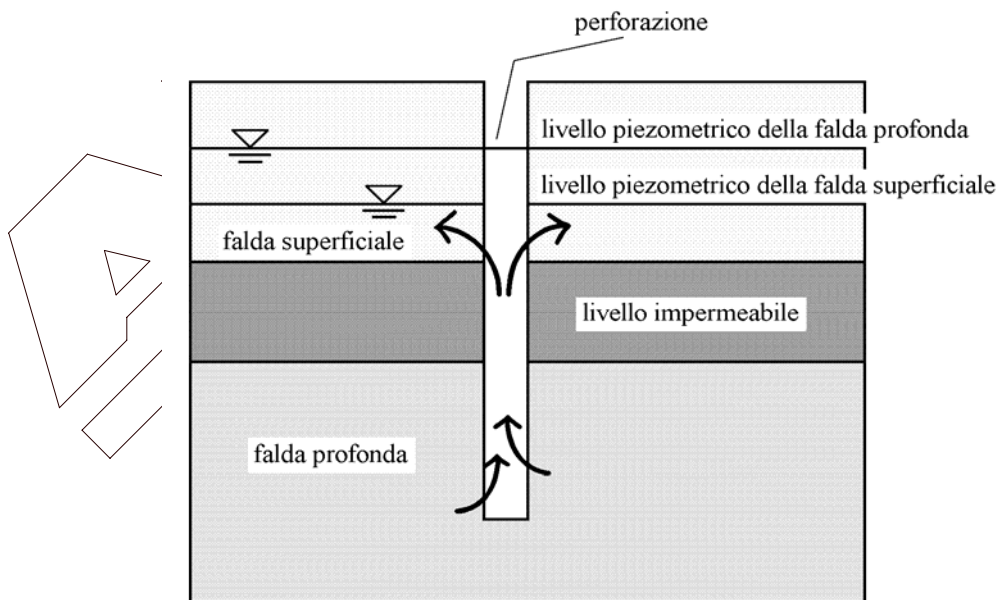 perforazione
livello piezometrico della falda profonda
livello piezometrico della falda superficiale
falda superficiale
livello impermeabile
falda profonda